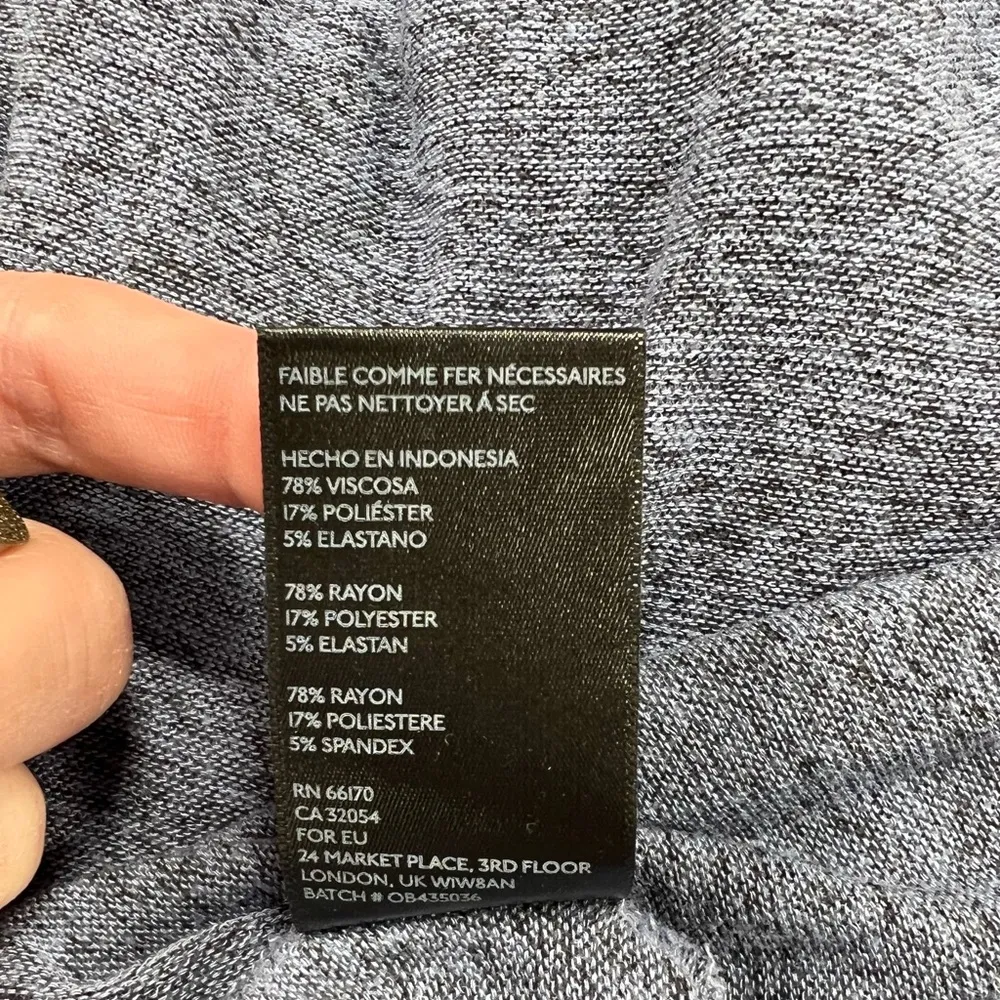 FAIBLE COMME FER NÉCESSAIRES
NE PAS NETTOYER Á SEC
HECHO EN INDONESIA
78% VISCOSA
17% POLIÉSTER
5% ELASTANO
78% RAYON
17% POLYESTER
5% ELASTAN
78% RAYON
17% POLIESTERE
5% SPANDEX
RN 66170
CA 32054
FOR EU
24 MARKET PLACE, 3RD FLOOR
LONDON, UK W1W8AN
BATCH # OB435036